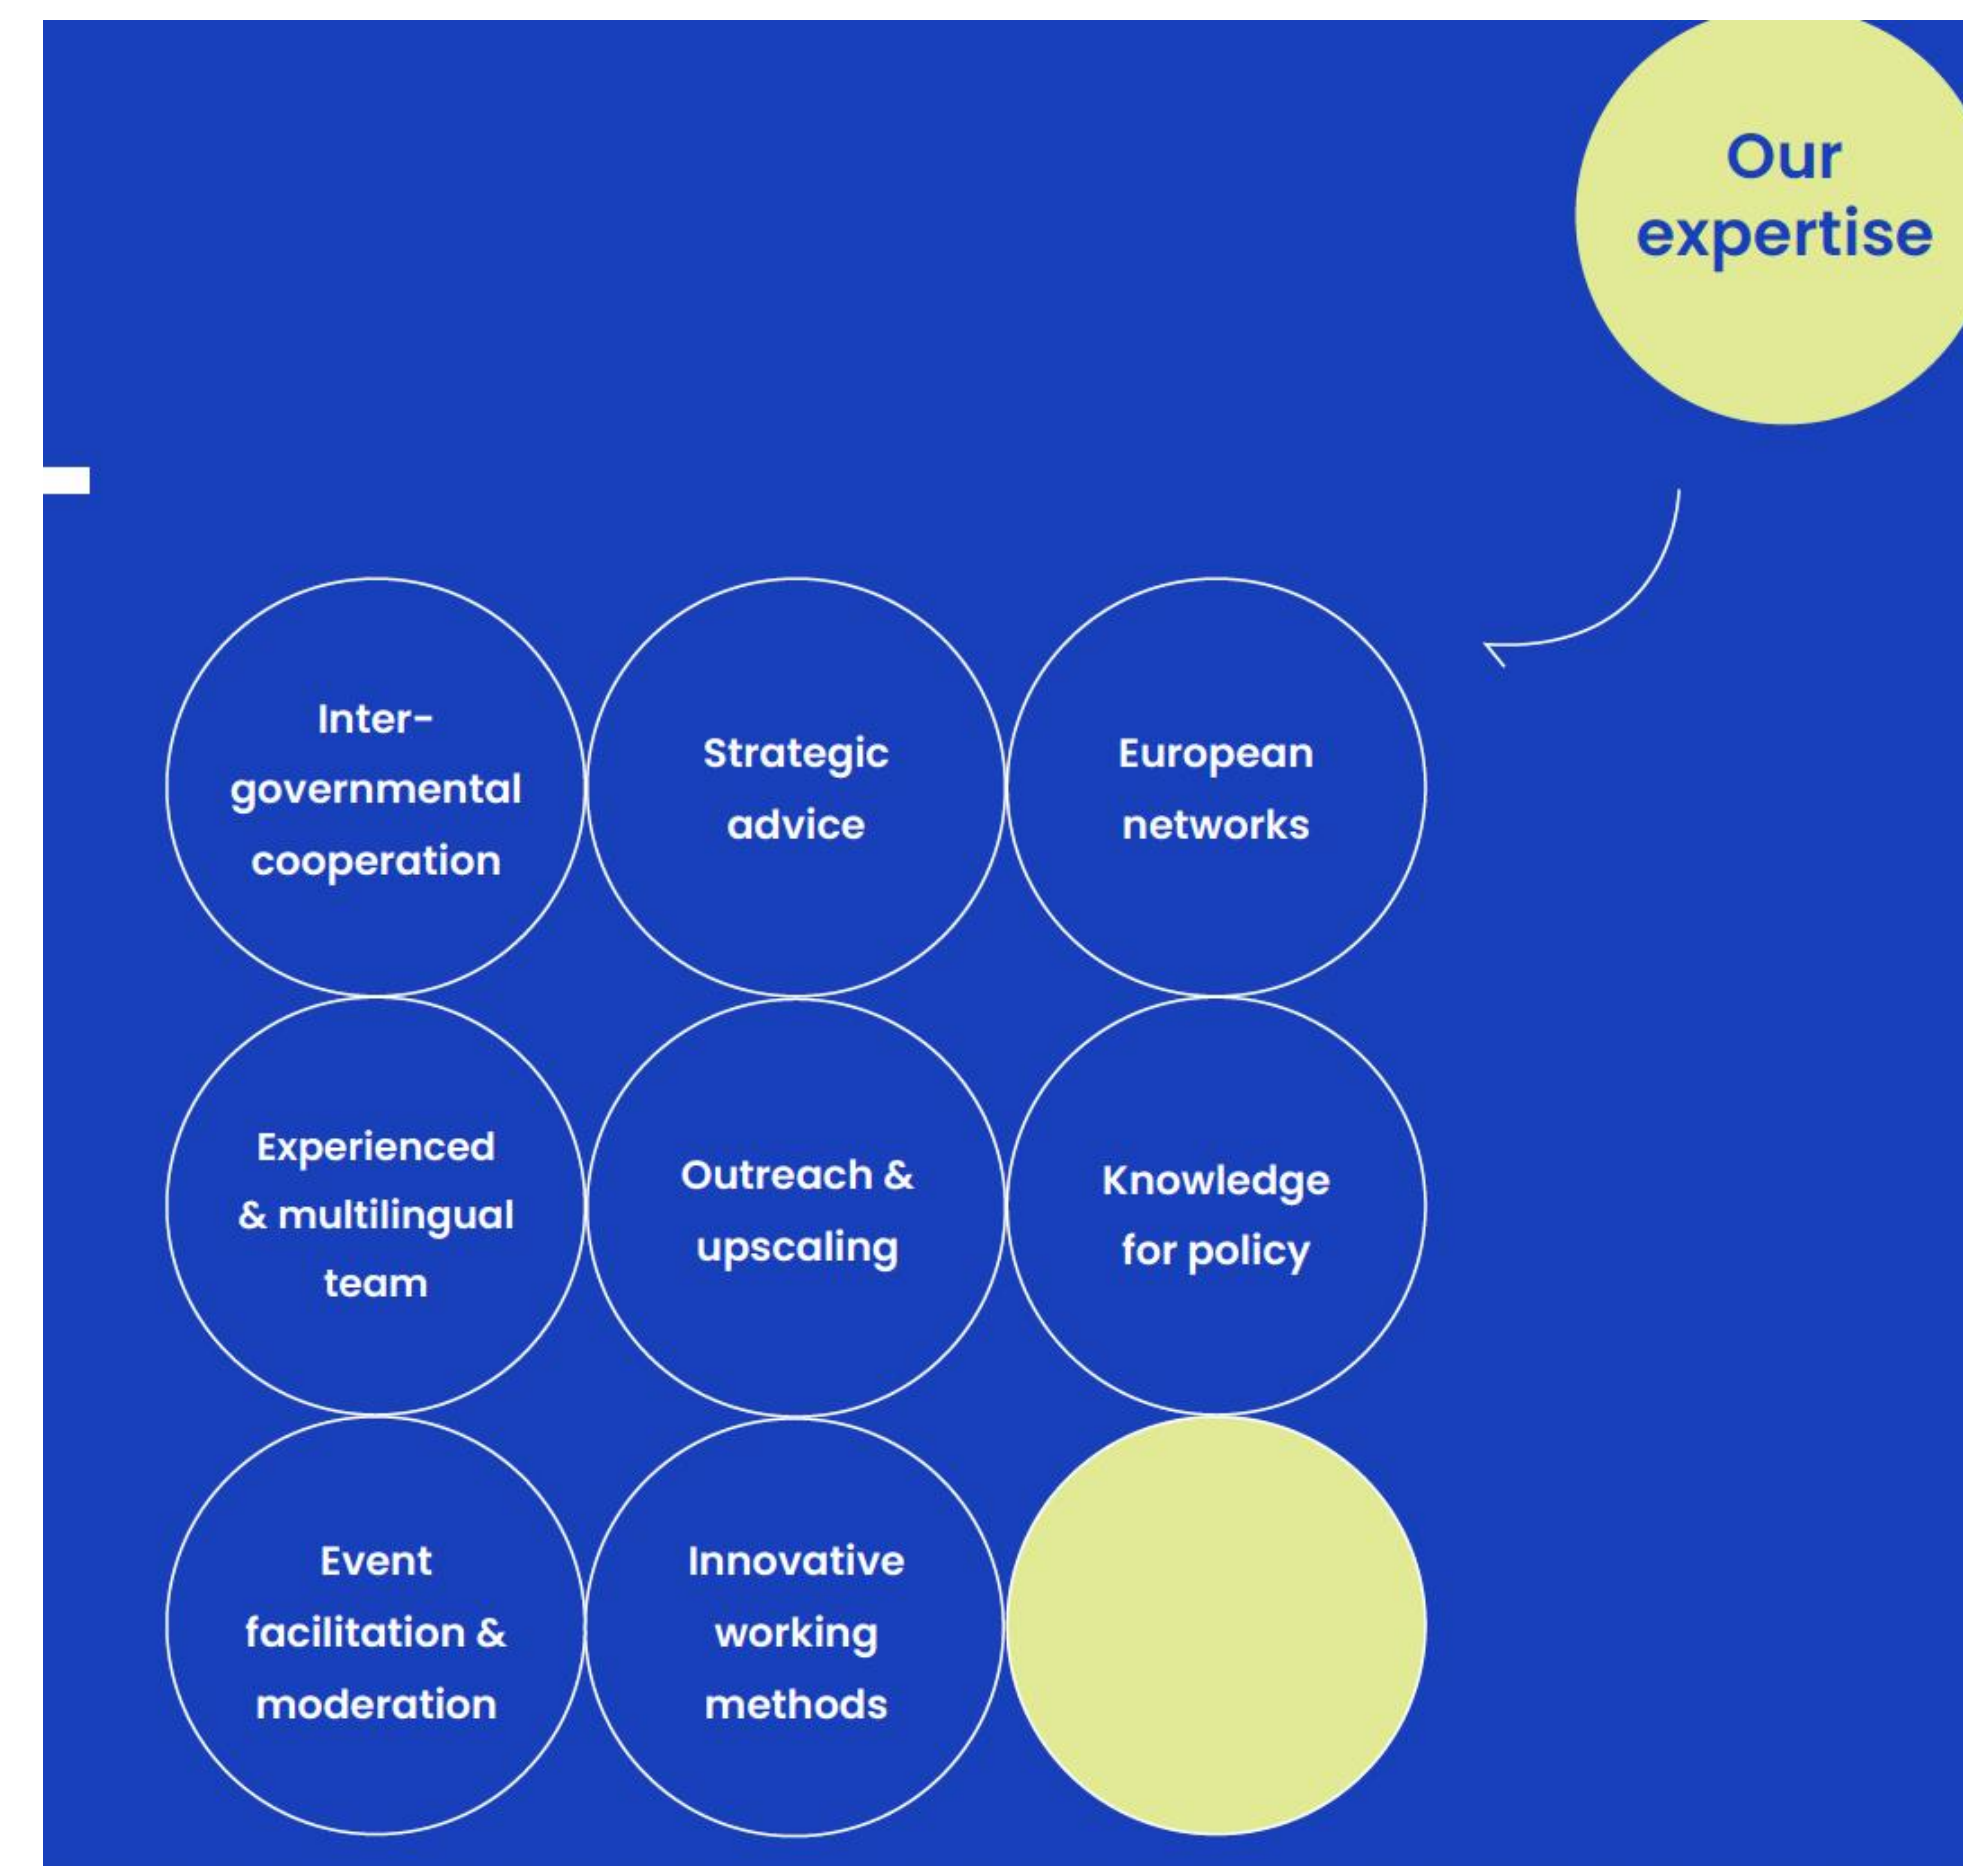 Our
expertise
Inter-
governmental
cooperation
Strategic
advice
European
networks
Experienced
& multilingual
team
Outreach &
upscaling
Knowledge
for policy
Event
facilitation &
moderation
Innovative
working
methods